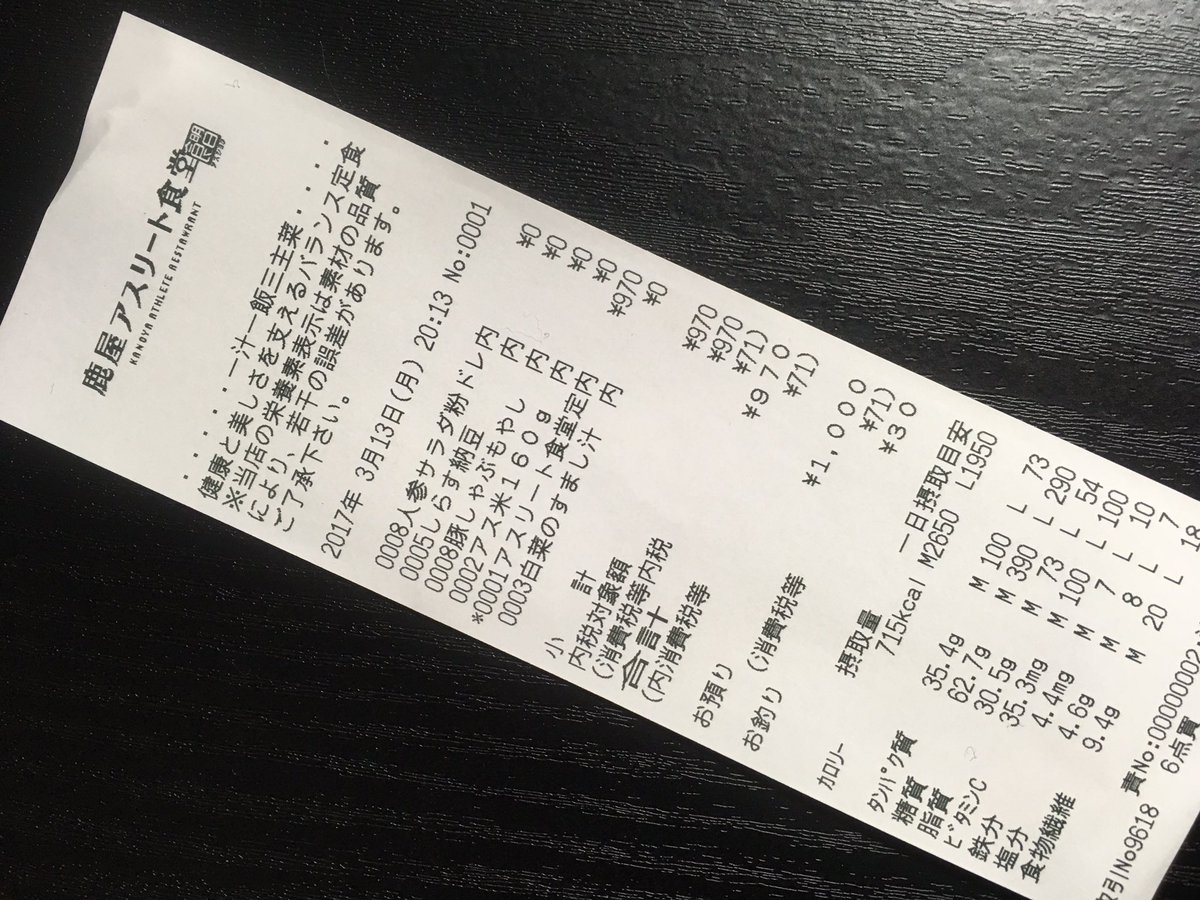 鹿屋アスリート食堂
KANOYA ATHLETE RESTAWRANT
・・・・・一汁一飯三主菜・・・・・
健康と美しさを支えるバランス定食
※当店の栄養素表示は素材の品質
により、若干の誤差があります。
ご了承下さい。
2017年 3月13日(月) 20:13 No:0001
0008人参サラダ粉ドレ内 ¥0
0005しらす納豆 内 ¥0
0008豚しゃぶもやし 内 ¥0
0002アス米160g 内 ¥0
*0001アスリート食堂定内 ¥970
0003白菜のすまし汁 内 ¥0
小 計 ¥970
内税対象額 ¥970
(消費税等内税 ¥71)
合計 ¥970
(内消費税等 ¥71)
お預り ¥1,000
(消費税等 ¥71)
お釣り ¥30
摂取量 一日摂取目安
カロリー 715kcal M2650 L1950
タンパク質 35.4g M 100 L 73
糖質 62.7g M 390 L 290
脂質 30.5g M 73 L 54
ビタミンC 35.3mg M 100 L 100
鉄分 4.4mg M 7 L 10
塩分 4.6g M 8 L 7
食物繊維 9.4g M 20 L 18
責No:000000002
引No9618 6点買